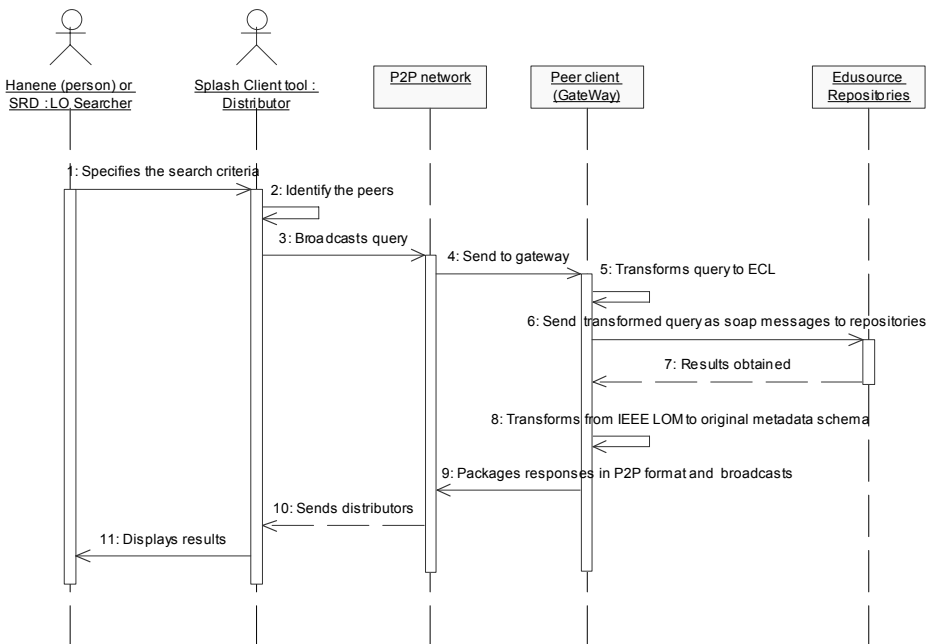 Hanene (person) or
SRD : LO Searcher
Splash Client tool :
Distributor
P2P network
Peer client
(GateWay)
Edusource
Repositories
1: Specifies the search criteria
2: Identify the peers
3: Broadcasts query
4: Send to gateway
5: Transforms query to ECL
6: Send transformed query as soap messages to repositories
7: Results obtained
8: Transforms from IEEE LOM to original metadata schema
9: Packages responses in P2P format and broadcasts
10: Sends distributors
11: Displays results